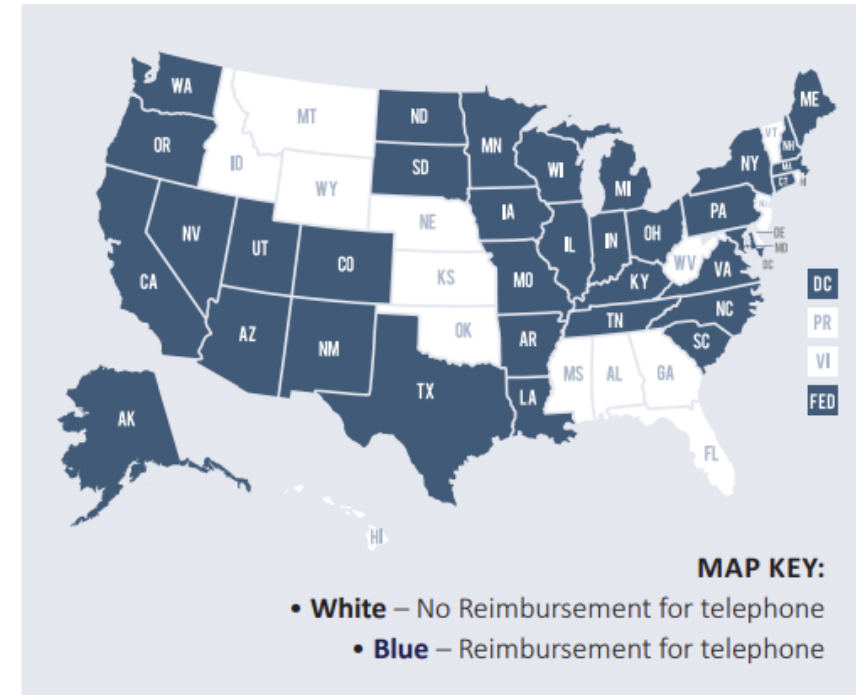 WA
MT
ND
MN
ME
OR
ID
WY
SD
WI
MI
NY
VT
NH
MA
CT
NV
UT
CO
NE
IA
IL
IN
OH
PA
DE
MD
DC
CA
KS
MO
KY
WV
VA
AZ
NM
OK
AR
TN
NC
SC
TX
LA
MS
AL
GA
FL
AK
HI
DC
PR
VI
FED
MAP KEY:
• White – No Reimbursement for telephone
• Blue – Reimbursement for telephone